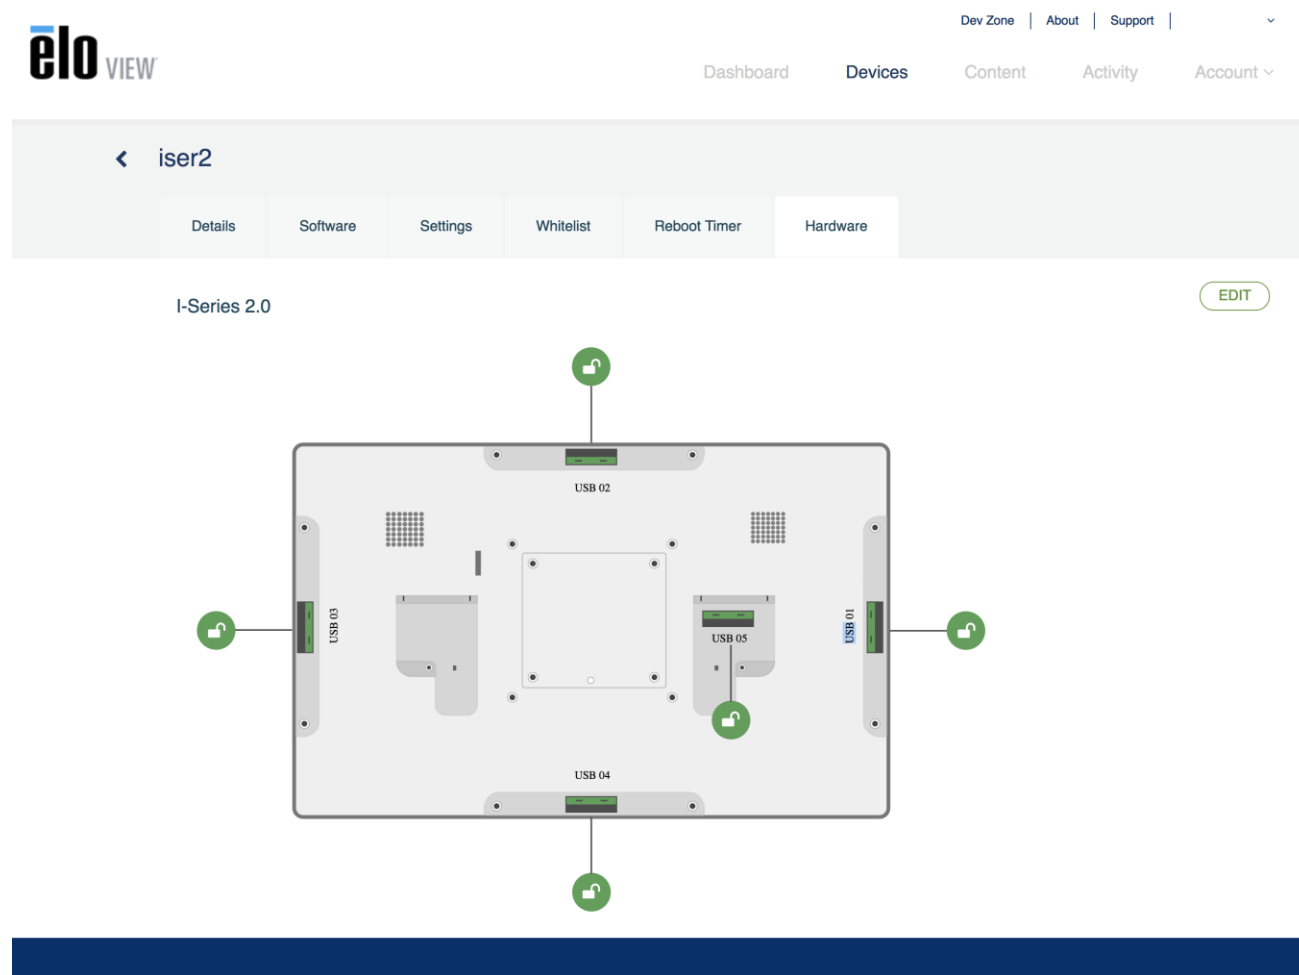 Dev Zone | About | Support |
ēlo VIEW
Dashboard Devices Content Activity Account
iser2
Details Software Settings Whitelist Reboot Timer Hardware
I-Series 2.0
EDIT
USB 02
USB 03
USB 05
USB 01
USB 04